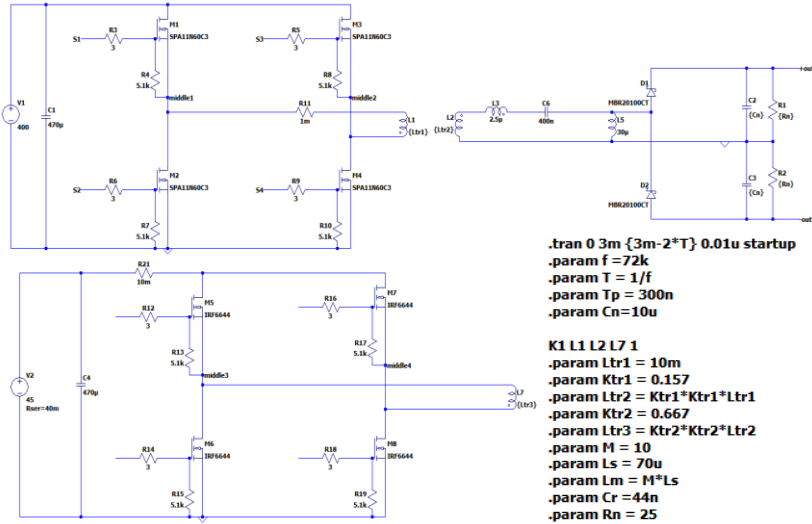 R3
3
S1
M1
SPA11N60C3
R5
3
S3
M3
SPA11N60C3
R4
5.1k
middle1
R8
5.1k
middle2
V1
400
C1
470µ
R11
1m
L1
{Ltr1}
L2
{Ltr2}
L3
2.5µ
C6
400n
L5
30µ
D1
MBR20100CT
C2
{Cn}
R1
{Rn}
out
R6
3
S2
M2
SPA11N60C3
R9
3
S4
M4
SPA11N60C3
R7
5.1k
R10
5.1k
D2
MBR20100CT
C3
{Cn}
R2
{Rn}
out
R21
10m
R12
3
M5
IRF6644
R16
3
M7
IRF6644
R13
5.1k
middle3
R17
5.1k
middle4
V2
45
Rser=40m
C4
470µ
L7
{Ltr3}
R14
3
M6
IRF6644
R18
3
M8
IRF6644
R15
5.1k
R19
5.1k
.tran 0 3m {3m-2*T} 0.01u startup
.param f =72k
.param T = 1/f
.param Tp = 300n
.param Cn=10u
K1 L1 L2 L7 1
.param Ltr1 = 10m
.param Ktr1 = 0.157
.param Ltr2 = Ktr1*Ktr1*Ltr1
.param Ktr2 = 0.667
.param Ltr3 = Ktr2*Ktr2*Ltr2
.param M = 10
.param Ls = 70u
.param Lm = M*Ls
.param Cr =44n
.param Rn = 25